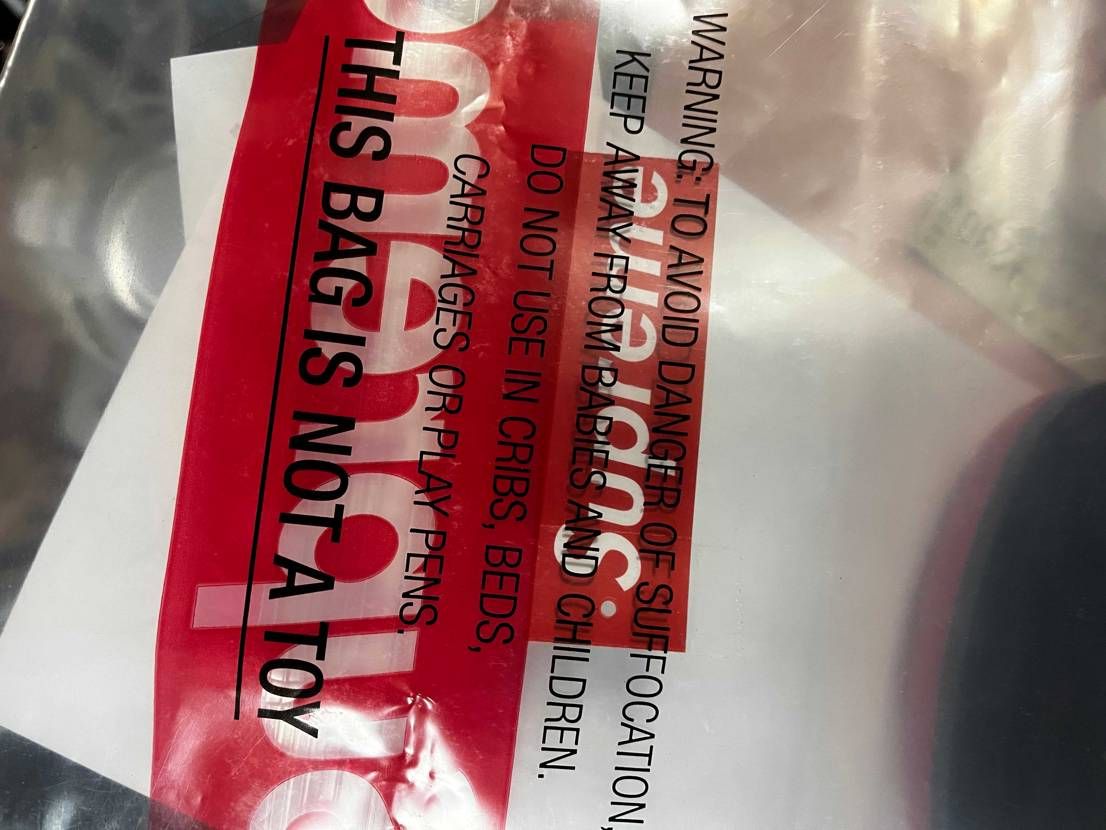 WARNING: TO AVOID DANGER OF SUFFOCATION,
KEEP AWAY FROM BABIES AND CHILDREN.
DO NOT USE IN CRIBS, BEDS,
CARRIAGES OR PLAY PENS.
THIS BAG IS NOT A TOY
Supreme